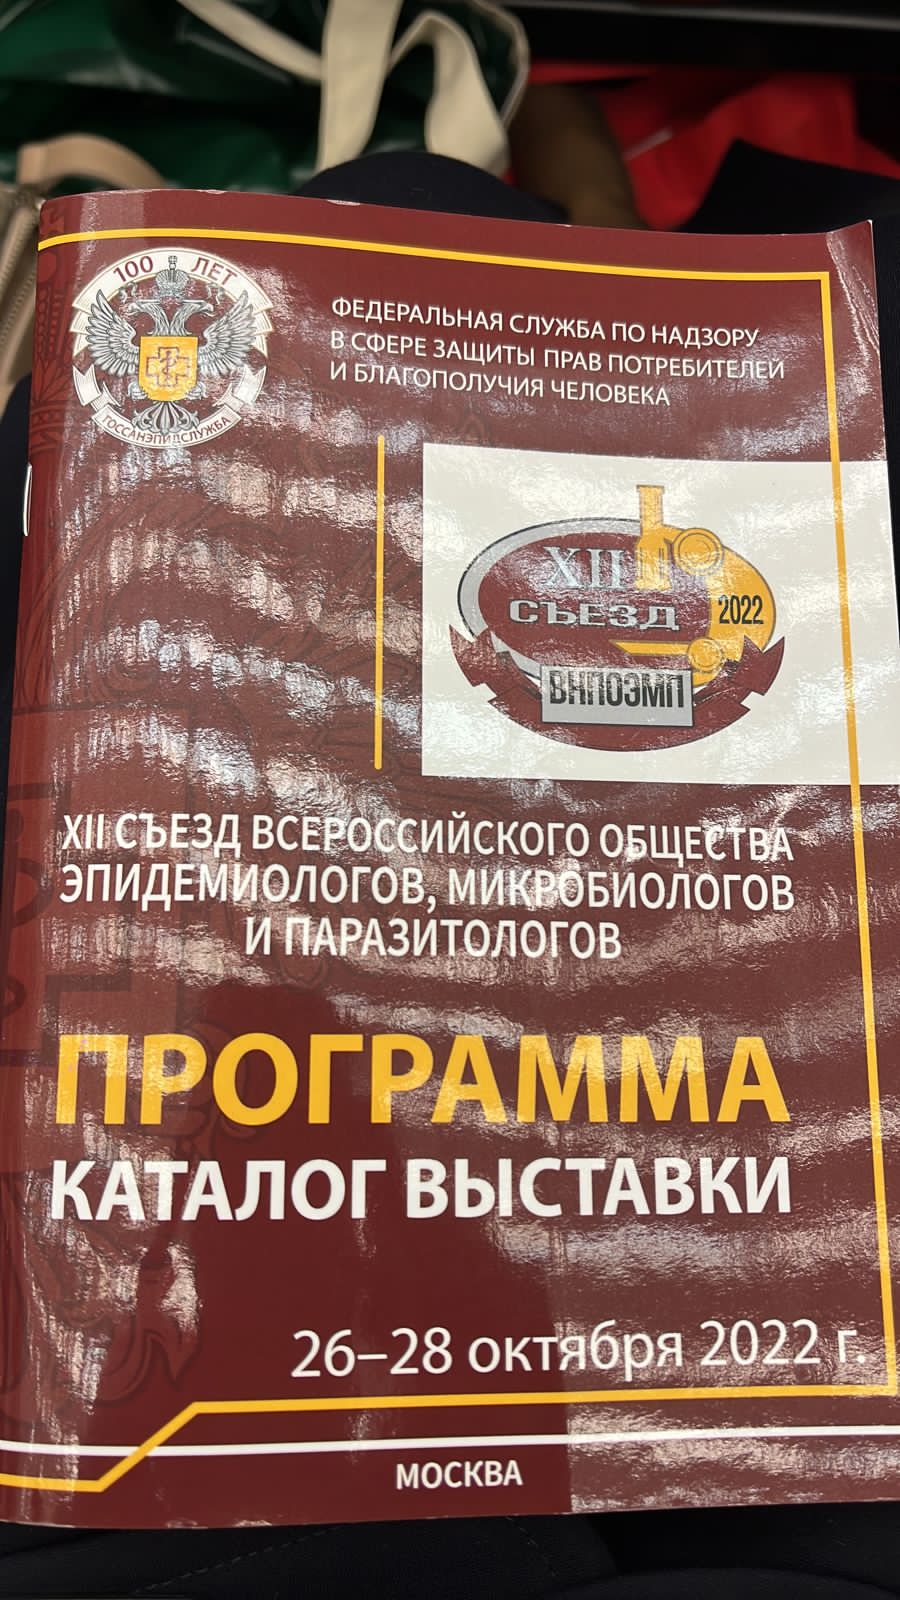 100 ЛЕТ
ГОССАНЭПИДСЛУЖБА
ФЕДЕРАЛЬНАЯ СЛУЖБА ПО НАДЗОРУ
В СФЕРЕ ЗАЩИТЫ ПРАВ ПОТРЕБИТЕЛЕЙ
И БЛАГОПОЛУЧИЯ ЧЕЛОВЕКА
XII
СЪЕЗД
2022
ВНПОЭМП
XII СЪЕЗД ВСЕРОССИЙСКОГО ОБЩЕСТВА
ЭПИДЕМИОЛОГОВ, МИКРОБИОЛОГОВ
И ПАРАЗИТОЛОГОВ
ПРОГРАММА
КАТАЛОГ ВЫСТАВКИ
26–28 октября 2022 г.
МОСКВА